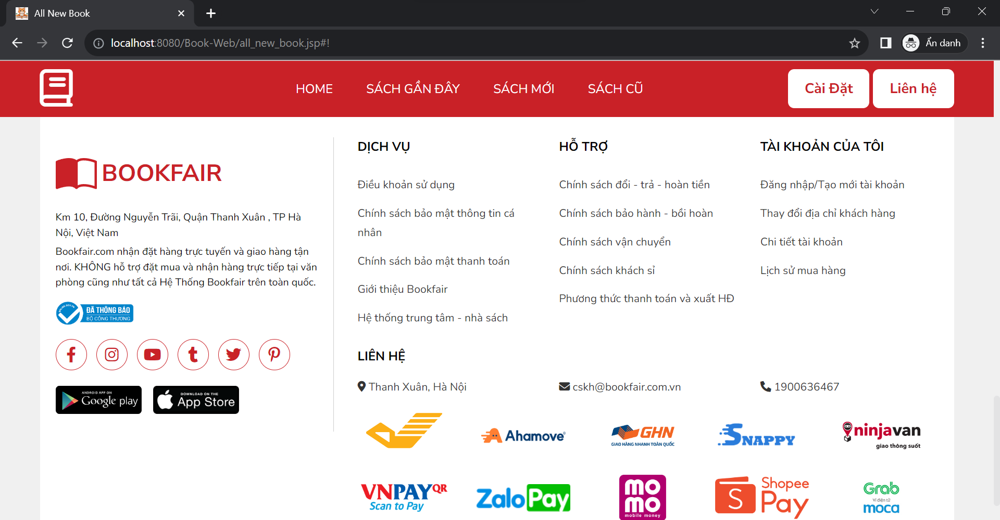 All New Book
localhost:8080/Book-Web/all_new_book.jsp#!
Ẩn danh
HOME
SÁCH GẦN ĐÂY
SÁCH MỚI
SÁCH CŨ
Cài Đặt
Liên hệ
BOOKFAIR
Km 10, Đường Nguyễn Trãi, Quận Thanh Xuân , TP Hà
Nội, Việt Nam
Bookfair.com nhận đặt hàng trực tuyến và giao hàng tận
nơi. KHÔNG hỗ trợ đặt mua và nhận hàng trực tiếp tại văn
phòng cũng như tất cả Hệ Thống Bookfair trên toàn quốc.
ONLINE.GOV.VN
ĐÃ THÔNG BÁO
BỘ CÔNG THƯƠNG
ANDROID APP ON
Google play
DOWNLOAD ON THE
App Store
DỊCH VỤ
Điều khoản sử dụng
Chính sách bảo mật thông tin cá
nhân
Chính sách bảo mật thanh toán
Giới thiệu Bookfair
Hệ thống trung tâm - nhà sách
HỖ TRỢ
Chính sách đổi - trả - hoàn tiền
Chính sách bảo hành - bồi hoàn
Chính sách vận chuyển
Chính sách khách sỉ
Phương thức thanh toán và xuất HĐ
TÀI KHOẢN CỦA TÔI
Đăng nhập/Tạo mới tài khoản
Thay đổi địa chỉ khách hàng
Chi tiết tài khoản
Lịch sử mua hàng
LIÊN HỆ
Thanh Xuân, Hà Nội
cskh@bookfair.com.vn
1900636467
Ahamove
GHN
GIAO HÀNG NHANH TOÀN QUỐC
SNAPPY
ninjavan
giao thông suốt
VNPAYQR
Scan to Pay
ZaloPay
mo
mo
mobile money
S
Shopee
Pay
Grab
Ví điện tử
moca